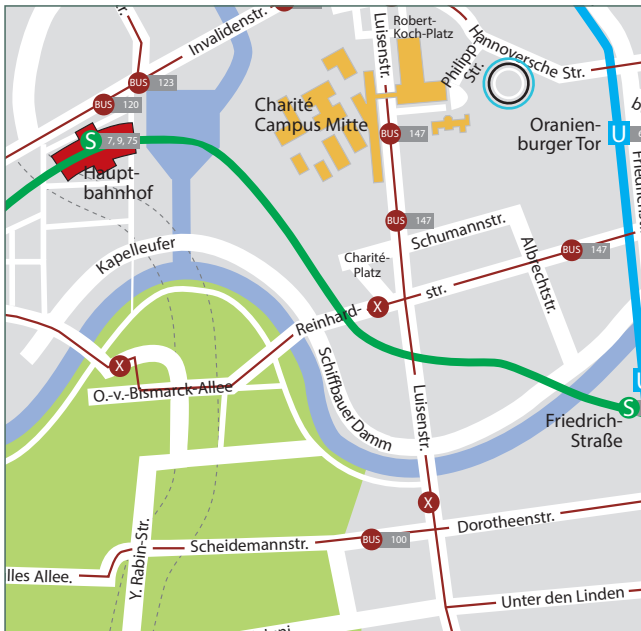 Robert-
Koch-Platz
Invalidenstr.
Luisenstr.
Hannoversche Str.
Philipp-
Str.
BUS 123
BUS 120
Charité
Campus Mitte
BUS 147
Oranien-
burger Tor
U 6
S 7, 9, 75
Haupt-
bahnhof
Friedrichstr.
BUS 147
Schumannstr.
Albrechtstr.
BUS 147
Kapelleufer
Charité-
Platz
X
Reinhard-
str.
X
O.-v.-Bismarck-Allee
Schiffbauer Damm
Luisenstr.
U
S
Friedrich-
Straße
X
Dorotheenstr.
BUS 100
Scheidemannstr.
Y. Rabin-Str.
lles Allee.
Unter den Linden